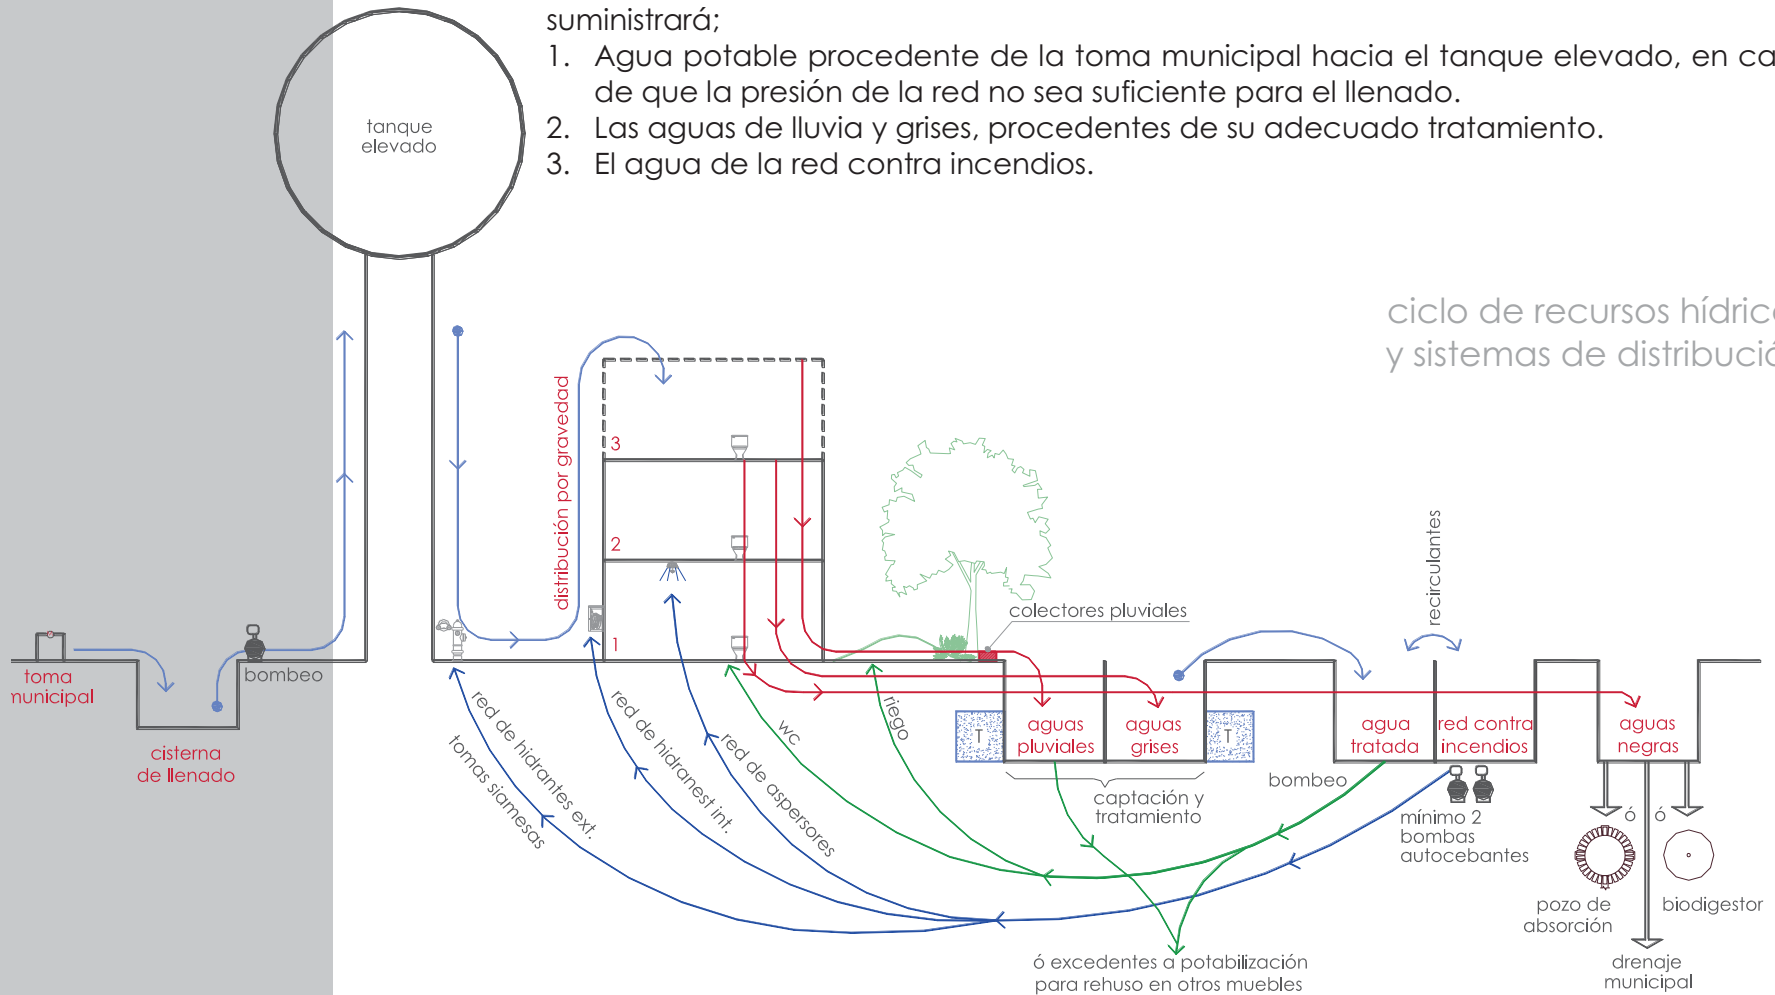 suministrará;
1. Agua potable procedente de la toma municipal hacia el tanque elevado, en ca
de que la presión de la red no sea suficiente para el llenado.
2. Las aguas de lluvia y grises, procedentes de su adecuado tratamiento.
3. El agua de la red contra incendios.
tanque
elevado
ciclo de recursos hídric
y sistemas de distribució
distribución por gravedad
3
2
1
recirculantes
colectores pluviales
toma
municipal
bombeo
cisterna
de llenado
red de hidrantes ext.
tomas siamesas
red de hidranest int.
red de aspersores
wc
riego
T
aguas
pluviales
aguas
grises
T
agua
tratada
red contra
incendios
aguas
negras
captación y
tratamiento
bombeo
mínimo 2
bombas
autocebantes
ó ó
pozo de
absorción
biodigestor
drenaje
municipal
ó excedentes a potabilización
para rehuso en otros muebles